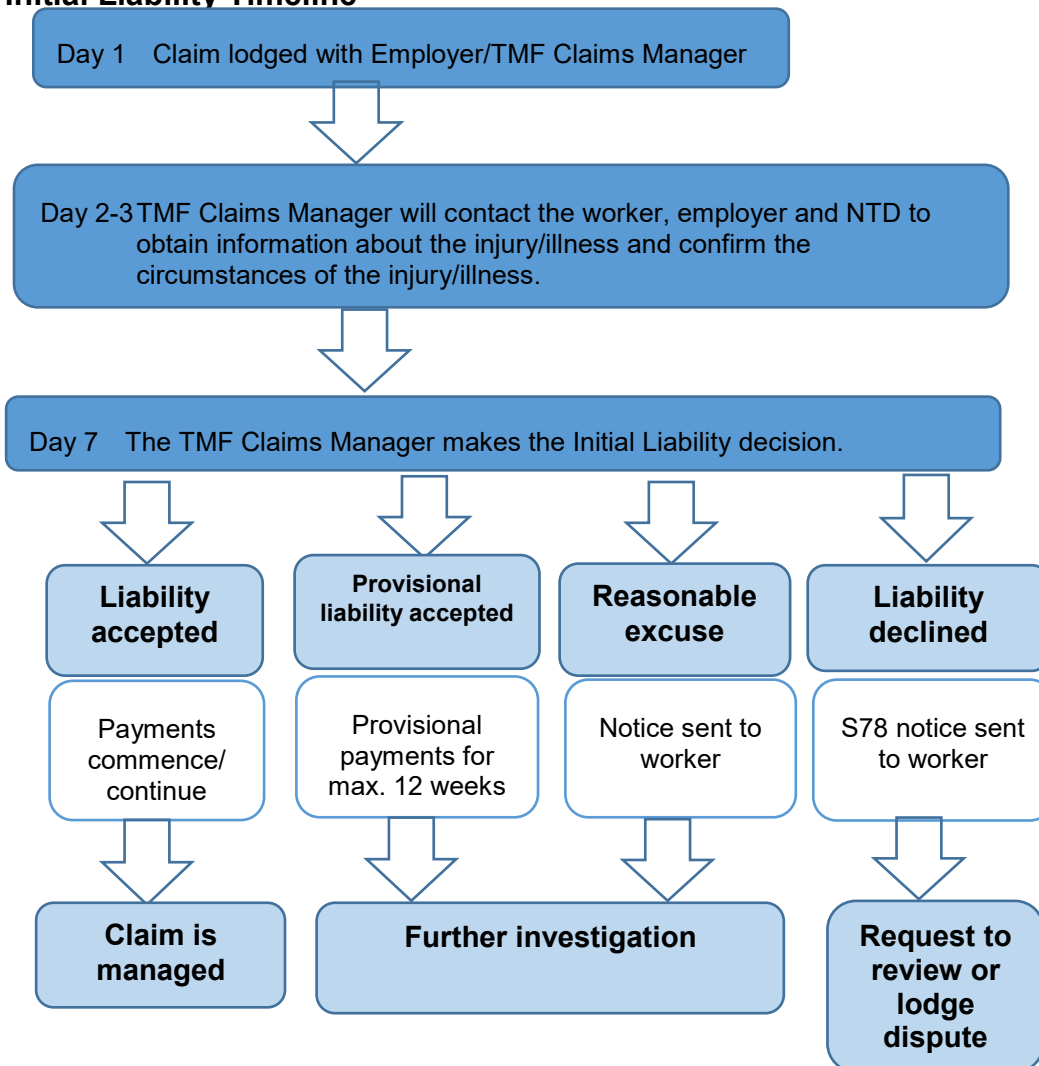 Initial Liability Timeline
Day 1 Claim lodged with Employer/TMF Claims Manager
Day 2-3 TMF Claims Manager will contact the worker, employer and NTD to
obtain information about the injury/illness and confirm the
circumstances of the injury/illness.
Day 7 The TMF Claims Manager makes the Initial Liability decision.
Liability
accepted
Provisional
liability accepted
Reasonable
excuse
Liability
declined
Payments
commence/
continue
Provisional
payments for
max. 12 weeks
Notice sent to
worker
S78 notice sent
to worker
Claim is
managed
Further investigation
Request to
review or
lodge
dispute